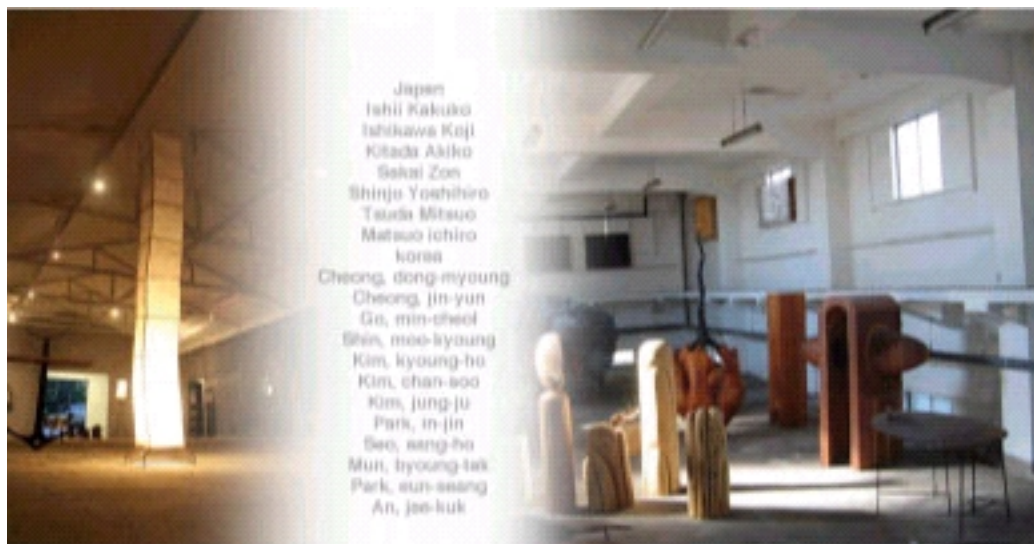 Japan
Ishii Kakuko
Ishikawa Koji
Kitada Akiko
Sakai Zon
Shinjo Yoshihiro
Tsuda Mitsuo
Matsuo ichiro
korea
Cheong, dong-myoung
Cheong, jin-yun
Go, min-cheol
Shin, moo-kyoung
Kim, kyoung-ho
Kim, chan-soo
Kim, jung-ju
Park, in-jin
Seo, sang-ho
Mun, byoung-tak
Park, eun-seang
An, jae-kuk